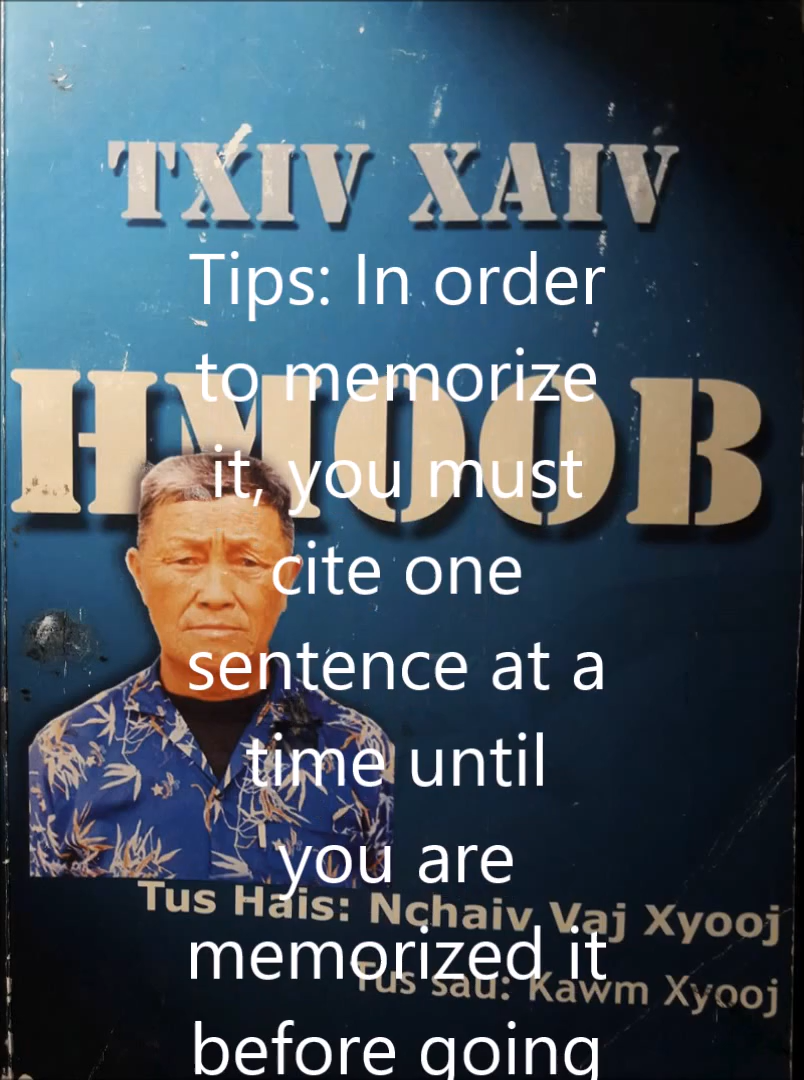 TXIV XAIV
HMOOB
Tus Hais: Nchaiv Vaj Xyooj
Tus sau: Kawm Xyooj
Tips: In order
to memorize
it, you must
cite one
sentence at a
time until
you are
memorized it
before going